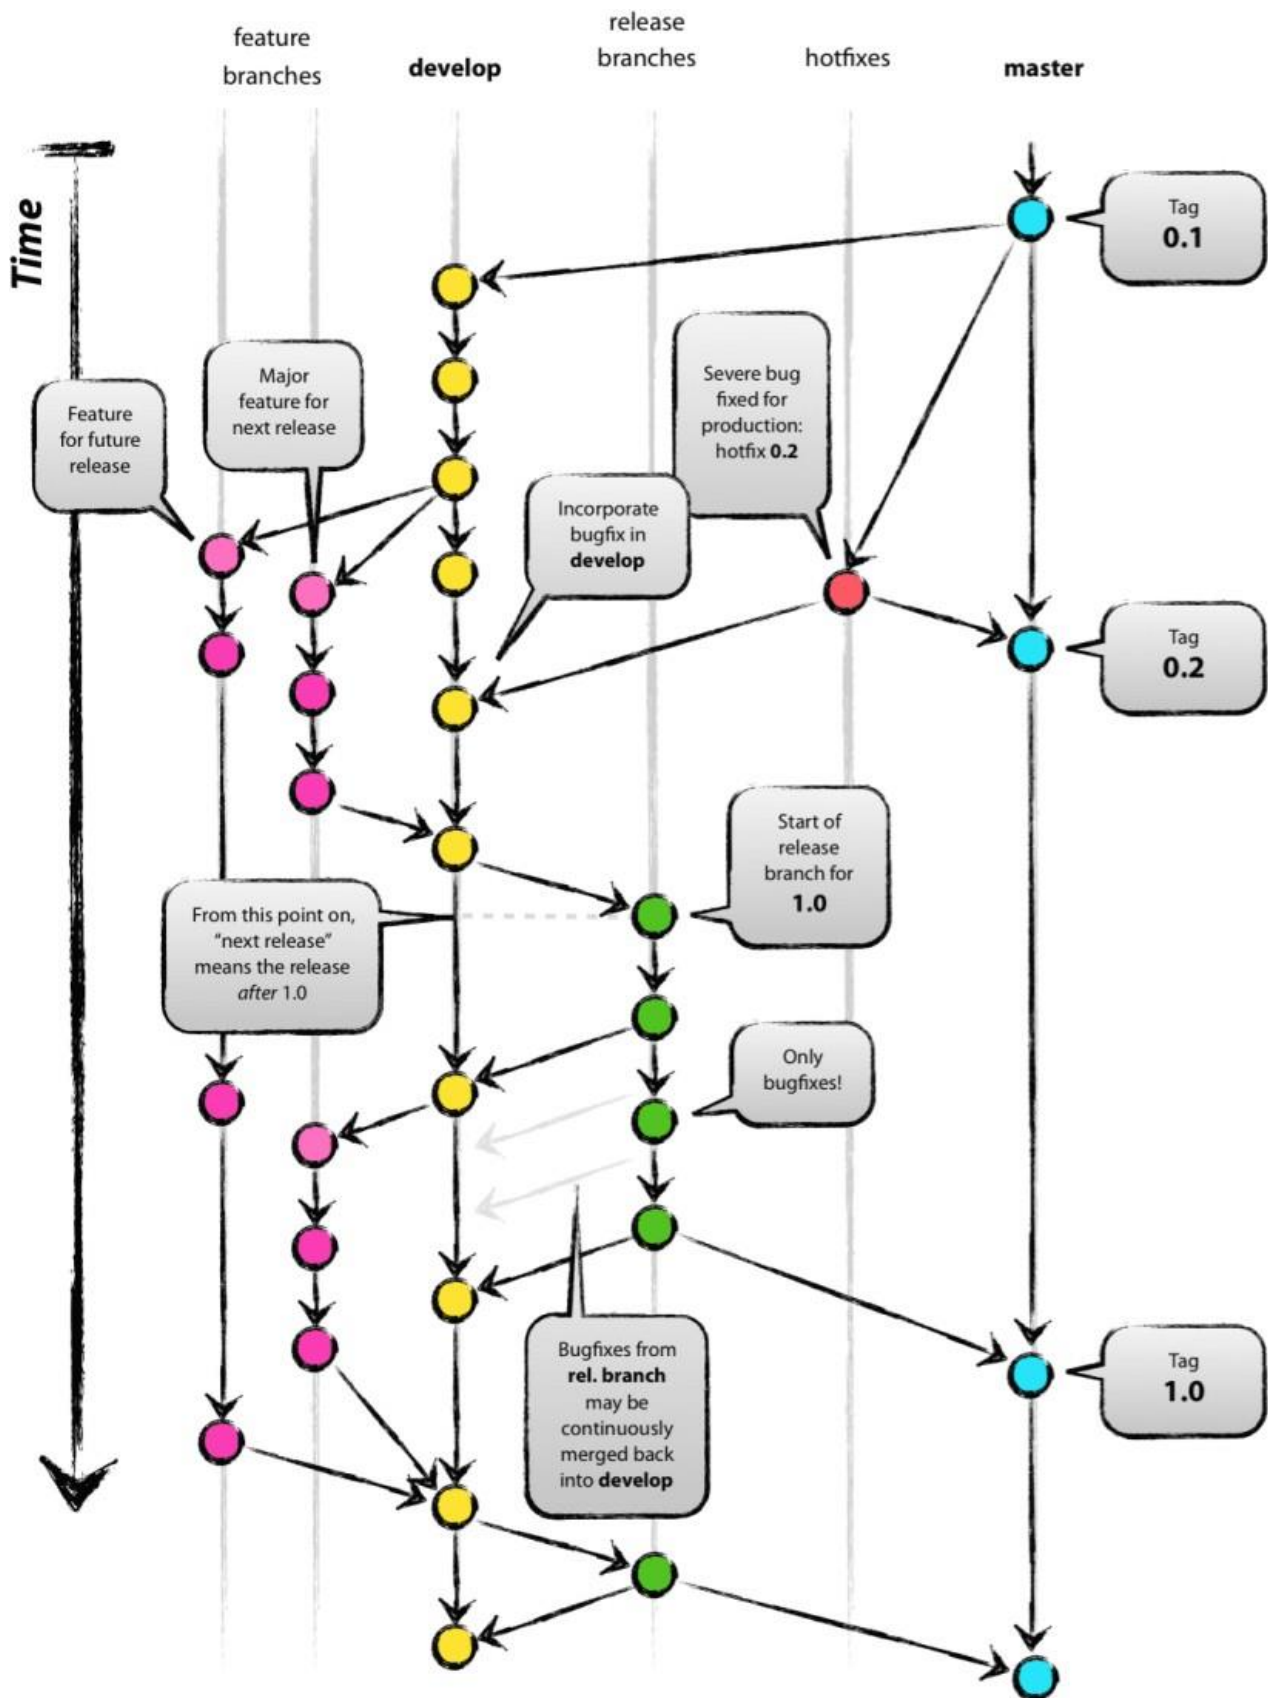 feature
branches
develop
release
branches
hotfixes
master
Time
Tag
0.1
Major
feature for
next release
Severe bug
fixed for
production:
hotfix 0.2
Feature
for future
release
Incorporate
bugfix in
develop
Tag
0.2
Start of
release
branch for
1.0
From this point on,
“next release”
means the release
after 1.0
Only
bugfixes!
Bugfixes from
rel. branch
may be
continuously
merged back
into develop
Tag
1.0